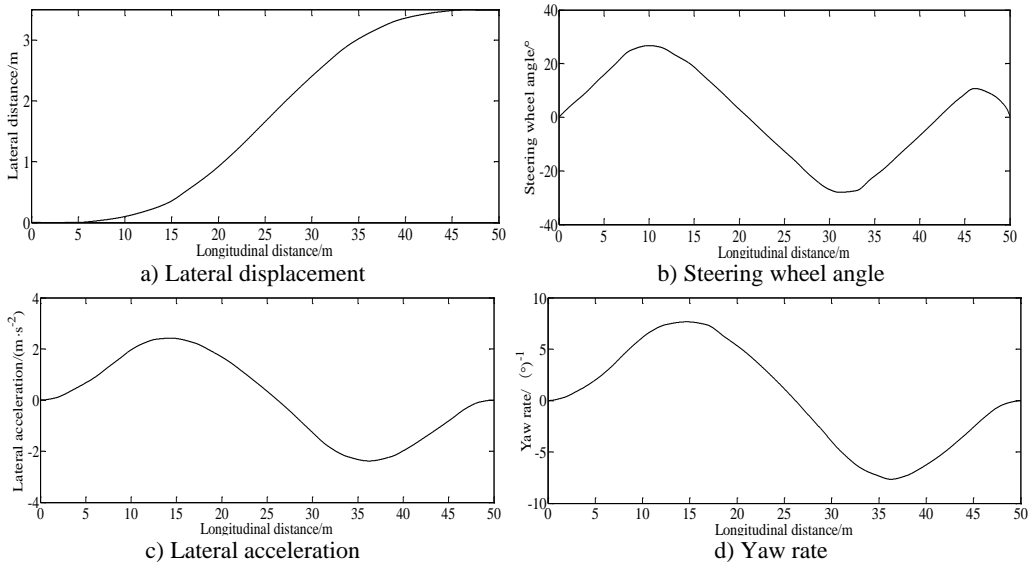 Lateral distance/m
3
2
1
0
0 5 10 15 20 25 30 35 40 45 50
Longitudinal distance/m
a) Lateral displacement
Steering wheel angle/°
40
20
0
-20
-40
0 5 10 15 20 25 30 35 40 45 50
Longitudinal distance/m
b) Steering wheel angle
Lateral acceleration/(m·s⁻²)
4
2
0
-2
-4
0 5 10 15 20 25 30 35 40 45 50
Longitudinal distance/m
c) Lateral acceleration
Yaw rate/ (°)⁻¹
10
5
0
-5
-10
0 5 10 15 20 25 30 35 40 45 50
Longitudinal distance/m
d) Yaw rate